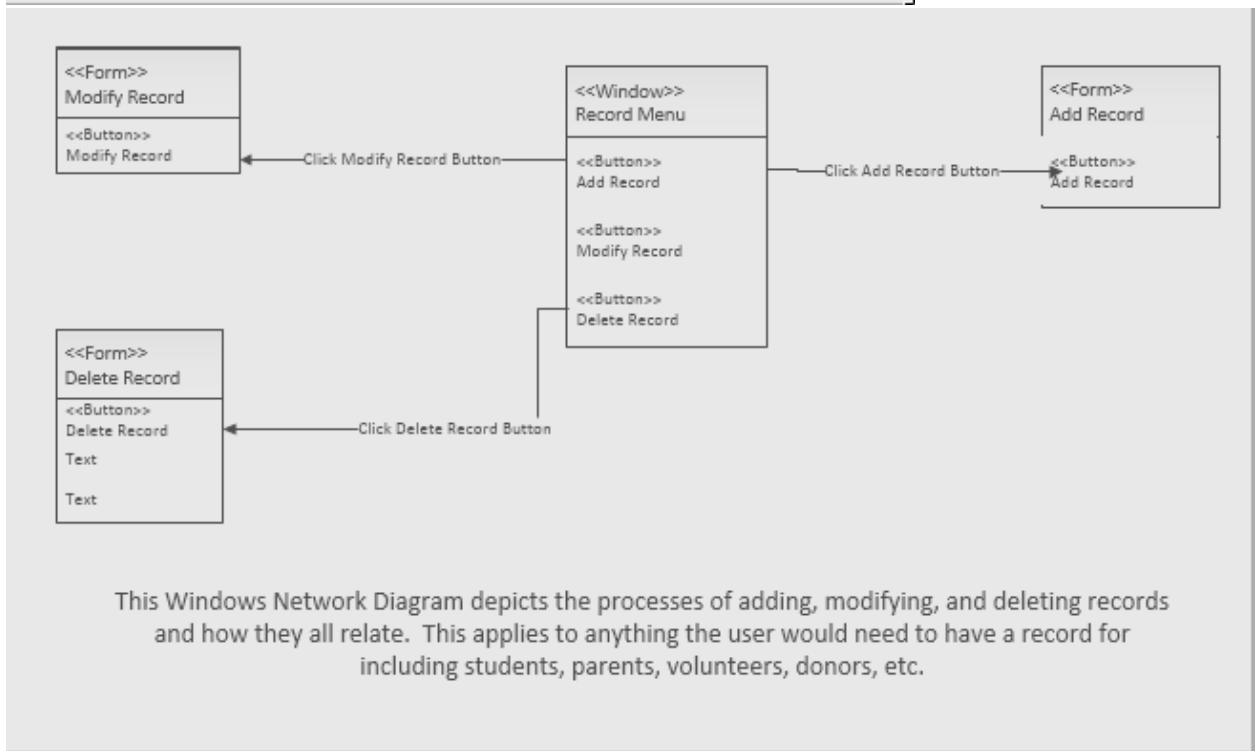 <<Form>>
Modify Record
<<Button>>
Modify Record
Click Modify Record Button
<<Window>>
Record Menu
<<Button>>
Add Record
<<Button>>
Modify Record
<<Button>>
Delete Record
Click Add Record Button
<<Form>>
Add Record
<<Button>>
Add Record
<<Form>>
Delete Record
<<Button>>
Delete Record
Text
Text
Click Delete Record Button
This Windows Network Diagram depicts the processes of adding, modifying, and deleting records
and how they all relate. This applies to anything the user would need to have a record for
including students, parents, volunteers, donors, etc.